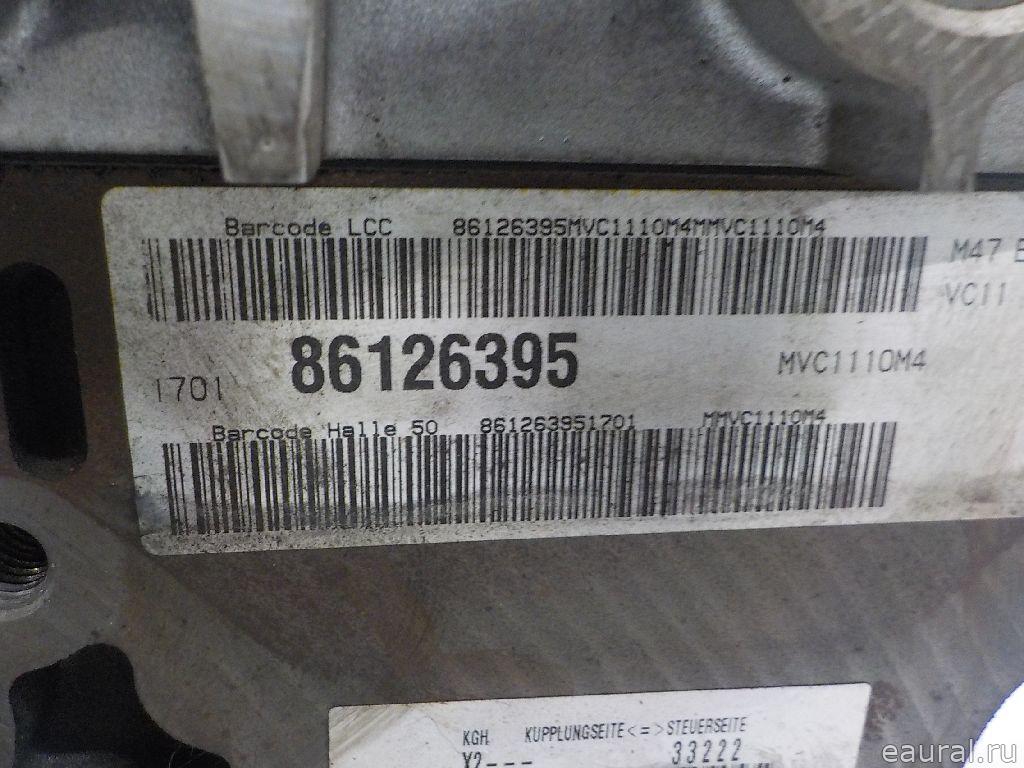 Barcode LCC 86126395MVC1110M4MMVC1110M4
M47
VC11
86126395
MVC1110M4
1701
Barcode Halle 50 861263951701 MMVC1110M4
KGH KUPPLUNGSEITE<=>STEUERSEITE
X2--- 33222
eaural.ru